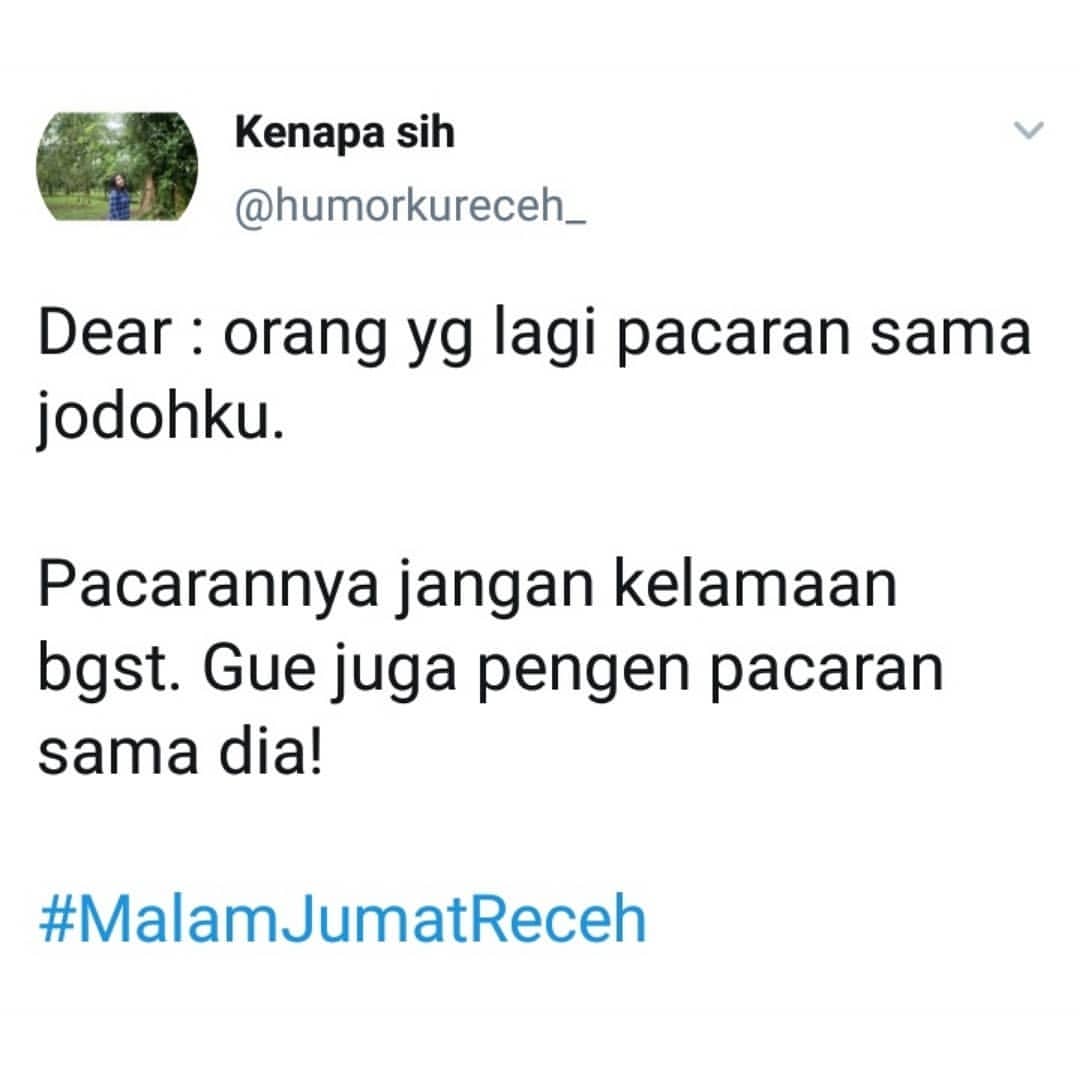 Kenapa sih
@humorkureceh_
Dear : orang yg lagi pacaran sama
jodohku.
Pacarannya jangan kelamaan
bgst. Gue juga pengen pacaran
sama dia!
#MalamJumatReceh